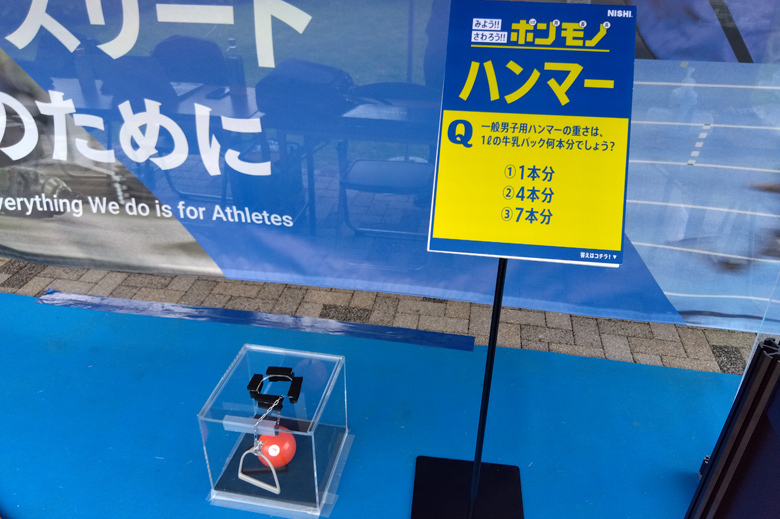 スリート
のために
verything We do is for Athletes
NISHI
みよう!!
さわろう!!
ホンモノ
ハンマー
Q
一般男子用ハンマーの重さは、
1ℓの牛乳パック何本分でしょう?
①1本分
②4本分
③7本分
答えはコチラ!▼